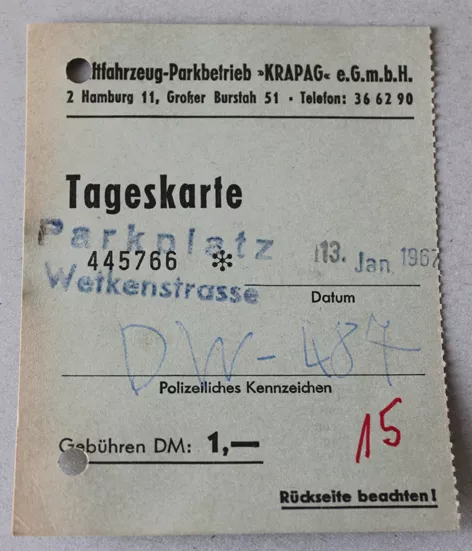 ftfahrzeug-Parkbetrieb »KRAPAG« e.G.m.b.H.
2 Hamburg 11, Großer Burstah 51 · Telefon: 36 62 90
Tageskarte
Parkplatz
445766 * 13. Jan. 1967
Wetkenstrasse
Datum
DW-487
Polizeiliches Kennzeichen
Gebühren DM: 1,—
15
Rückseite beachten!